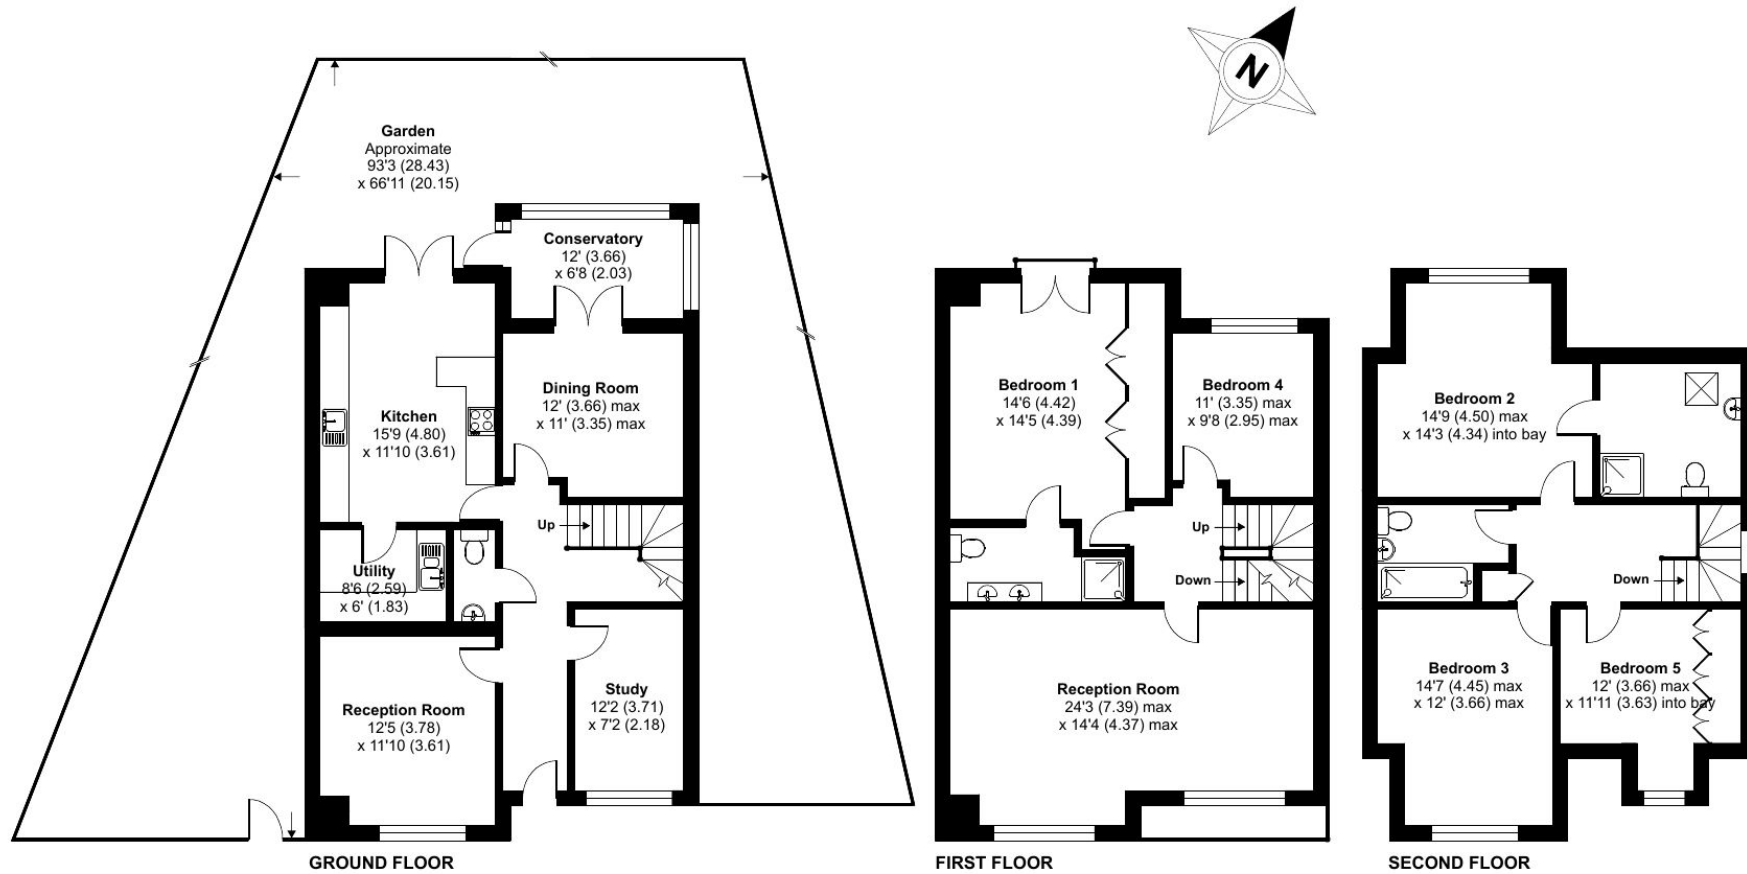 N
Garden
Approximate
93'3 (28.43)
x 66'11 (20.15)
Conservatory
12' (3.66)
x 6'8 (2.03)
Dining Room
12' (3.66) max
x 11' (3.35) max
Kitchen
15'9 (4.80)
x 11'10 (3.61)
Up
Utility
8'6 (2.59)
x 6' (1.83)
Study
12'2 (3.71)
x 7'2 (2.18)
Reception Room
12'5 (3.78)
x 11'10 (3.61)
GROUND FLOOR
Bedroom 1
14'6 (4.42)
x 14'5 (4.39)
Bedroom 4
11' (3.35) max
x 9'8 (2.95) max
Up
Down
Reception Room
24'3 (7.39) max
x 14'4 (4.37) max
FIRST FLOOR
Bedroom 2
14'9 (4.50) max
x 14'3 (4.34) into bay
Down
Bedroom 3
14'7 (4.45) max
x 12' (3.66) max
Bedroom 5
12' (3.66) max
x 11'11 (3.63) into bay
SECOND FLOOR